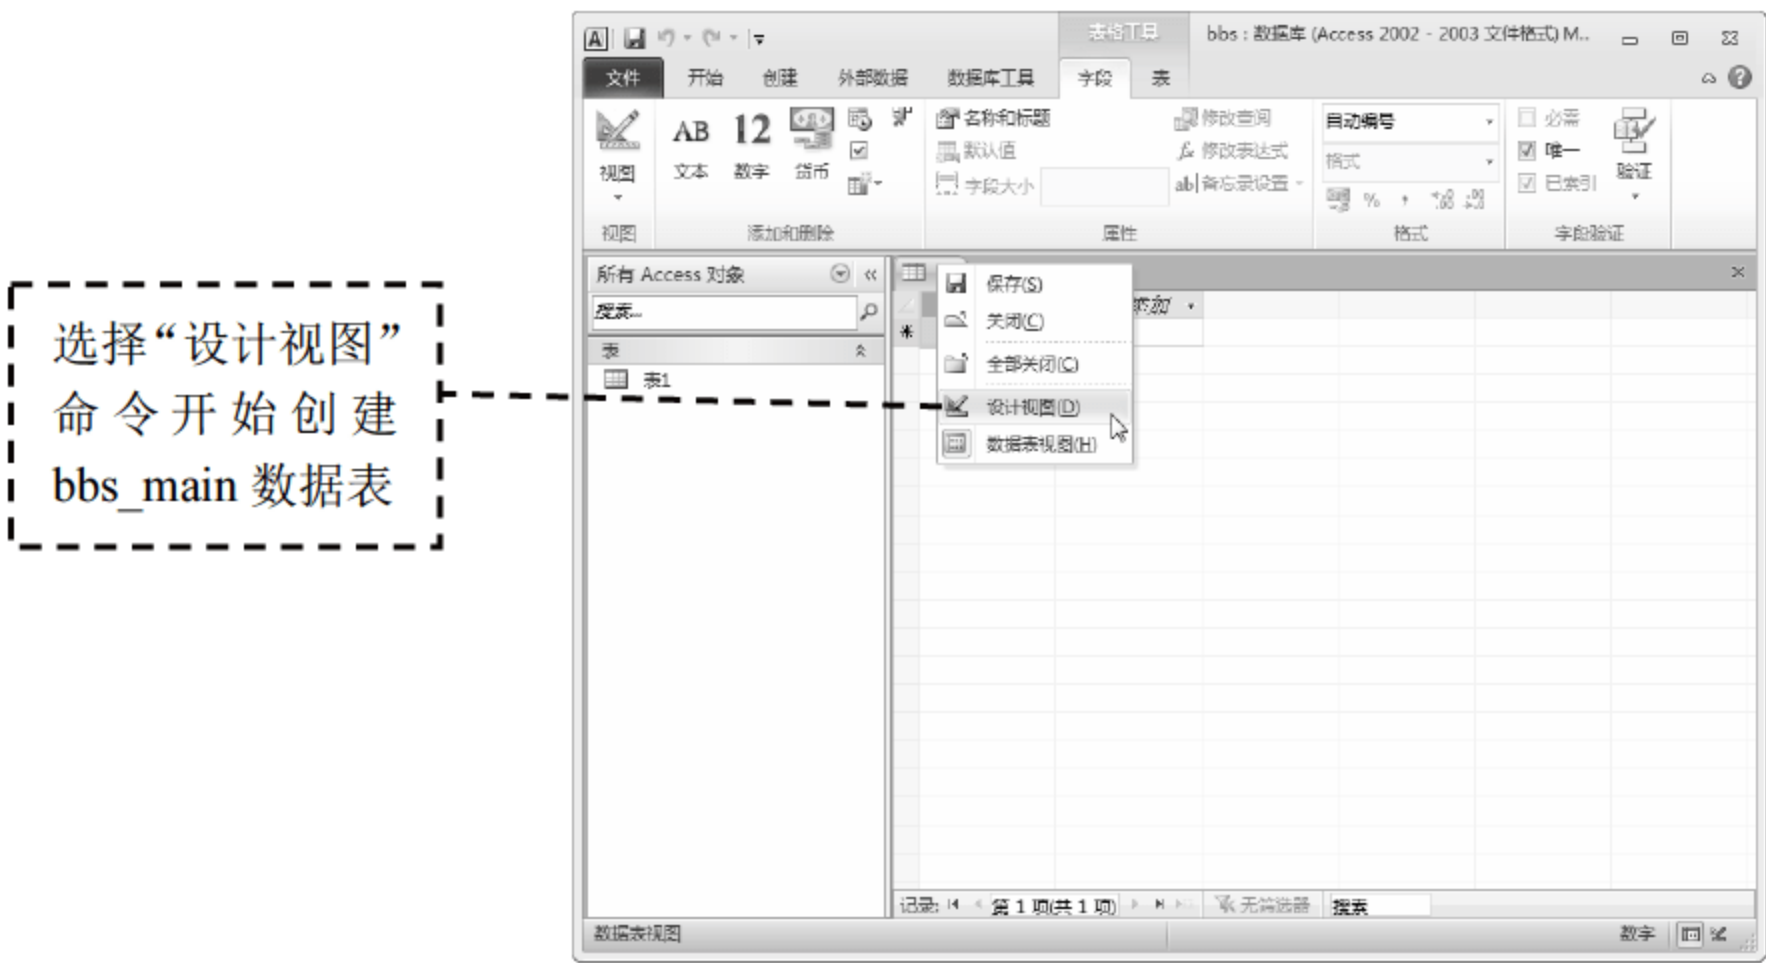 选择“设计视图”
命令开始创建
bbs_main 数据表
表格工具
bbs : 数据库 (Access 2002 - 2003 文件格式) M...
文件 开始 创建 外部数据 数据库工具 字段 表
视图
AB 文本
12 数字
货币
名称和标题
默认值
字段大小
修改查阅
fx 修改表达式
ab| 备忘录设置
自动编号
格式
% ,
必需
唯一
已索引
验证
视图 添加和删除 属性 格式 字段验证
所有 Access 对象
搜索...
表
表1
保存(S)
关闭(C)
全部关闭(C)
设计视图(D)
数据表视图(H)
添加
记录: 第 1 项(共 1 项) 无筛选器 搜索
数据表视图 数字